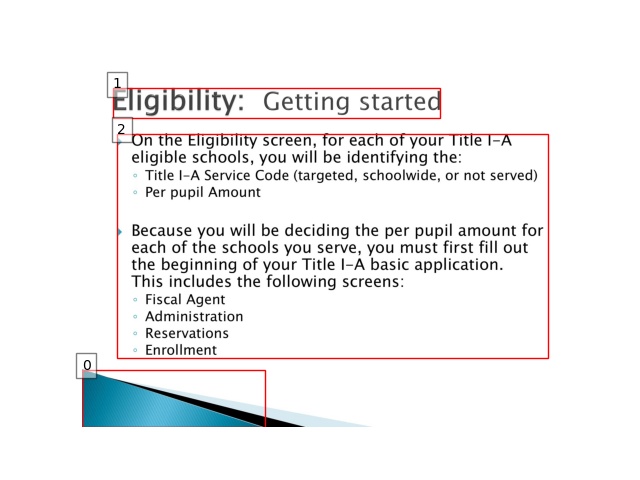 1
Eligibility: Getting started
2
On the Eligibility screen, for each of your Title I-A
eligible schools, you will be identifying the:
Title I-A Service Code (targeted, schoolwide, or not served)
Per pupil Amount
Because you will be deciding the per pupil amount for
each of the schools you serve, you must first fill out
the beginning of your Title I-A basic application.
This includes the following screens:
Fiscal Agent
Administration
Reservations
Enrollment
0